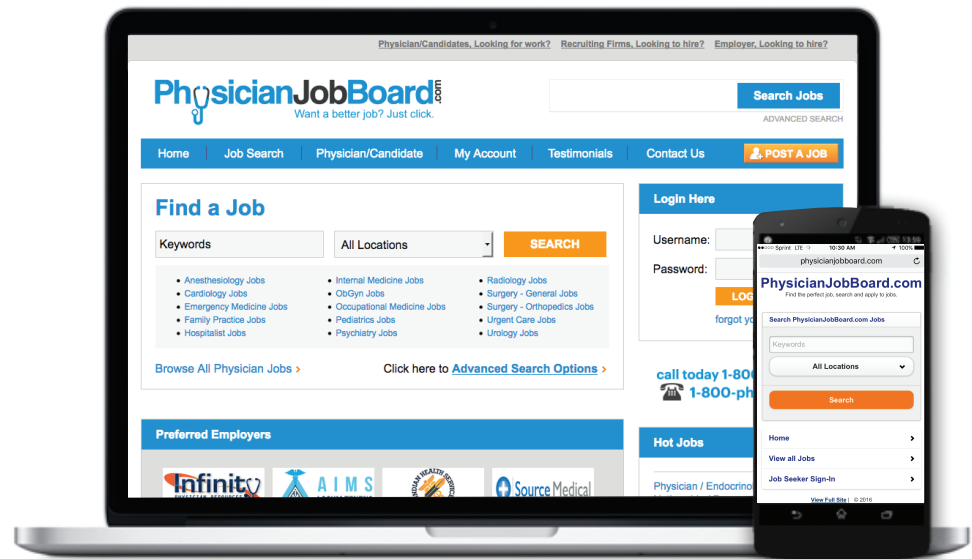 Physician/Candidates, Looking for work? Recruiting Firms, Looking to hire? Employer, Looking to hire?
PhysicianJobBoard.com
Want a better job? Just click.
Search Jobs
ADVANCED SEARCH
Home Job Search Physician/Candidate My Account Testimonials Contact Us POST A JOB
Find a Job
Keywords All Locations SEARCH
• Anesthesiology Jobs • Internal Medicine Jobs • Radiology Jobs
• Cardiology Jobs • ObGyn Jobs • Surgery - General Jobs
• Emergency Medicine Jobs • Occupational Medicine Jobs • Surgery - Orthopedics Jobs
• Family Practice Jobs • Pediatrics Jobs • Urgent Care Jobs
• Hospitalist Jobs • Psychiatry Jobs • Urology Jobs
Browse All Physician Jobs › Click here to Advanced Search Options ›
Preferred Employers
Infinity
AIMS
Source Medical
Login Here
Username:
Password:
LOG
forgot yo
call today 1-800
1-800-ph
Hot Jobs
Physician / Endocrino
13:59
Sprint LTE 10:30 AM 100%
physicianjobboard.com
PhysicianJobBoard.com
Find the perfect job, search and apply to jobs.
Search PhysicianJobBoard.com Jobs
Keywords
All Locations
Search
Home
View all Jobs
Job Seeker Sign-In
View Full Site | © 2016